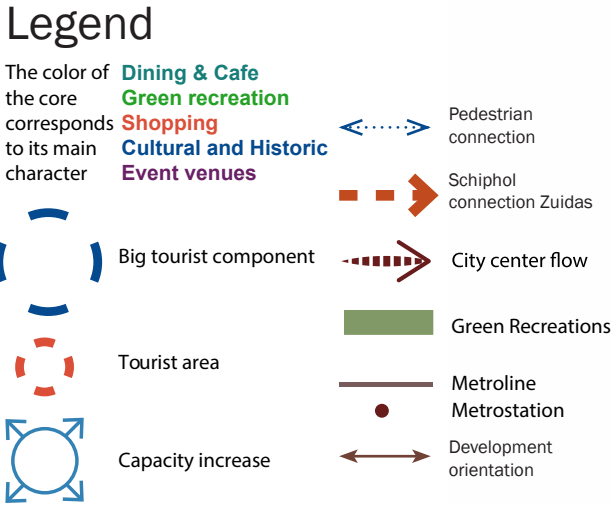 Legend
The color of
the core
corresponds
to its main
character
Dining & Cafe
Green recreation
Shopping
Cultural and Historic
Event venues
Big tourist component
Tourist area
Capacity increase
Pedestrian
connection
Schiphol
connection Zuidas
City center flow
Green Recreations
Metroline
Metrostation
Development
orientation